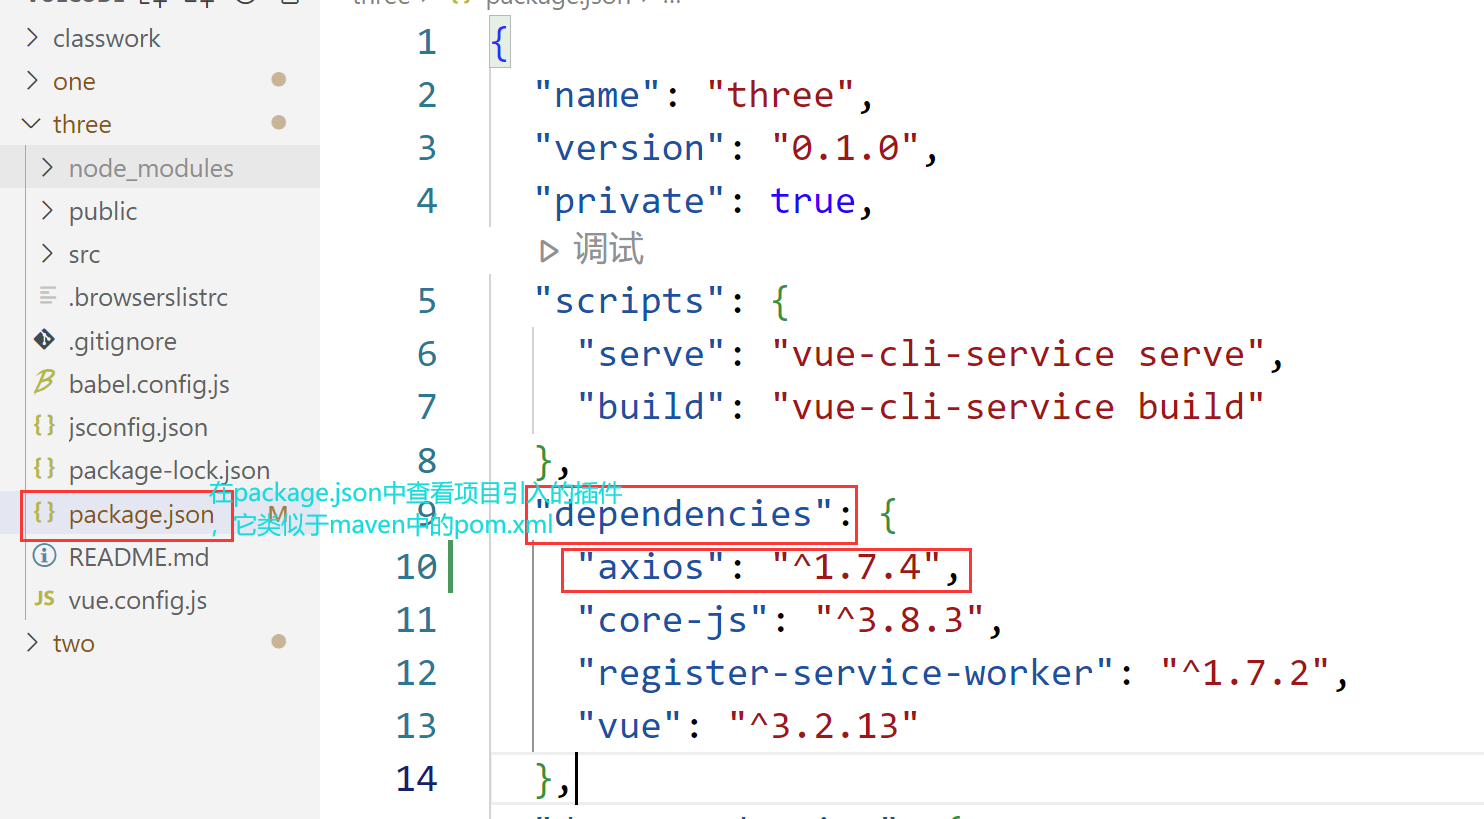 classwork
one
three
node_modules
public
src
.browserslistrc
.gitignore
babel.config.js
jsconfig.json
package-lock.json
package.json
M
README.md
JS vue.config.js
two
在package.json中查看项目引入的插件
，它类似于maven中的pom.xml
package.json
1 {
2 "name": "three",
3 "version": "0.1.0",
4 "private": true,
调试
5 "scripts": {
6 "serve": "vue-cli-service serve",
7 "build": "vue-cli-service build"
8 },
9 "dependencies": {
10 "axios": "^1.7.4",
11 "core-js": "^3.8.3",
12 "register-service-worker": "^1.7.2",
13 "vue": "^3.2.13"
14 },